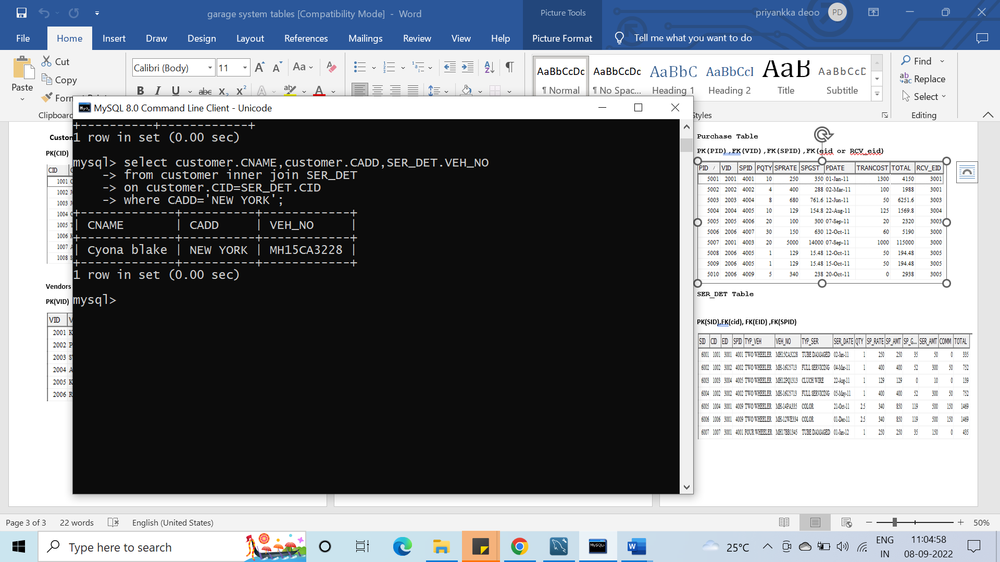 garage system tables [Compatibility Mode] - Word
Picture Tools
priyankka deoo
PD
File
Home
Insert
Draw
Design
Layout
References
Mailings
Review
View
Help
Picture Format
Tell me what you want to do
Paste
Cut
Copy
Clipboard
Calibri (Body)
11
AaBbCcDc
¶ Normal
AaBbCcDc
¶ No Spac...
AaBbC
Heading 1
AaBbCcI
Heading 2
AaB
Title
AaBbCcD
Subtitle
Styles
Find
Replace
Select
Editing
MySQL 8.0 Command Line Client - Unicode
+----------+------------+
1 row in set (0.00 sec)
mysql> select customer.CNAME,customer.CADD,SER_DET.VEH_NO
-> from customer inner join SER_DET
-> on customer.CID=SER_DET.CID
-> where CADD='NEW YORK';
+-------------+----------+------------+
| CNAME | CADD | VEH_NO |
+-------------+----------+------------+
| Cyona blake | NEW YORK | MH15CA3228 |
+-------------+----------+------------+
1 row in set (0.00 sec)
mysql>
PK(CID)
CID
1001
1002
1003
1004
1005
1006
1007
1008
Vendors
PK(VID)
VID
2001
2002
2003
2004
2005
2006
Purchase Table
PK(PID),FK(VID),FK(SPID),FK(eid or RCV_eid)
PID VID SPID PQTY SPRATE SPGST PDATE TRANCOST TOTAL RCV_EID
5001 2001 4001 10 250 350 01-Jan-11 1300 4150 3001
5002 2002 4002 4 400 288 02-Mar-11 100 1988 3001
5003 2003 4004 8 680 761.6 12-Jun-11 50 6251.6 3003
5004 2004 4005 10 129 154.8 22-Aug-11 125 1569.8 3004
5005 2005 4006 20 100 300 07-Sep-11 20 2320 3003
5006 2006 4007 30 150 630 12-Oct-11 60 5190 3000
5007 2001 4003 20 5000 14000 07-Sep-11 1000 115000 3000
5008 2006 4005 1 129 15.48 12-Oct-11 50 194.48 3005
5009 2006 4005 1 129 15.48 15-Oct-11 50 194.48 3005
5010 2006 4009 5 340 238 20-Oct-11 0 2938 3005
SER_DET Table
PK(SID),FK(cid), FK(EID) ,FK(SPID)
SID CID EID SPID TYP_VEH VEH_NO TYP_SER SER_DATE QTY SP_RATE SP_AMT SP_G... SER_AMT COMM TOTAL
6001 1001 3001 4001 TWO WHEELER MH15CA3228 TUBE DAMAGED 02-Jan-11 1 250 250 35 50 0 335
6002 1002 3002 4002 TWO WHEELER MH-16U5713 FULL SERVICING 04-Mar-11 1 400 400 52 300 50 752
6003 1003 3004 4005 TWO WHEELER MH12PQ1313 CLUCH WIRE 22-Aug-11 1 129 129 0 10 0 139
6004 1002 3002 4002 TWO WHEELER MH-16U5713 FULL SERVICING 05-May-11 1 400 400 52 300 50 752
6005 1004 3001 4009 TWO WHEELER MH-14PA335 COLOR 21-Oct-11 2.5 340 850 119 500 150 1469
6006 1006 3001 4009 TWO WHEELER MH-12WE334 COLOR 01-Dec-11 2.5 340 850 119 500 150 1469
6007 1007 3001 4001 FOUR WHEELER MH17BB1345 TUBE DAMAGED 01-Jan-12 1 250 250 35 150 0 435
Page 3 of 3
22 words
English (United States)
50%
Type here to search
25°C
ENG
IN
11:04:58
08-09-2022